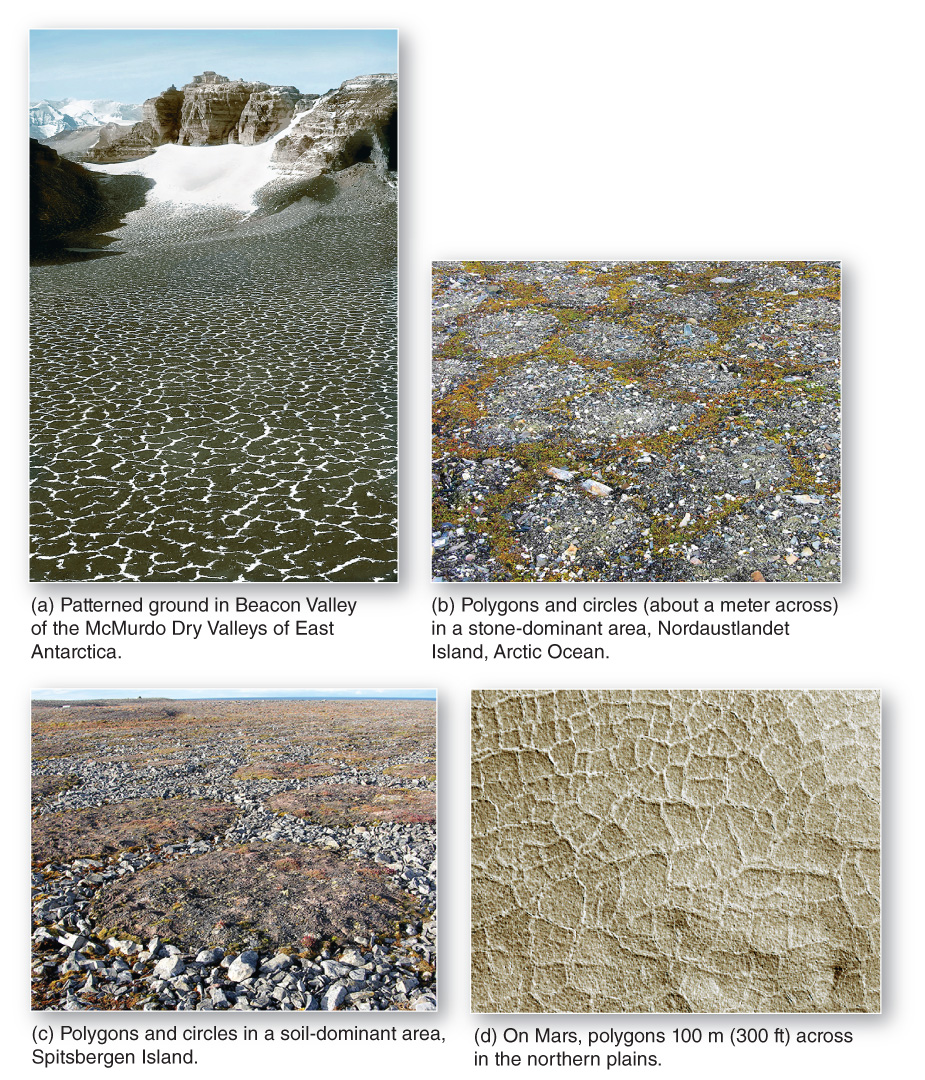 (a) Patterned ground in Beacon Valley
of the McMurdo Dry Valleys of East
Antarctica.
(b) Polygons and circles (about a meter across)
in a stone-dominant area, Nordaustlandet
Island, Arctic Ocean.
(c) Polygons and circles in a soil-dominant area,
Spitsbergen Island.
(d) On Mars, polygons 100 m (300 ft) across
in the northern plains.